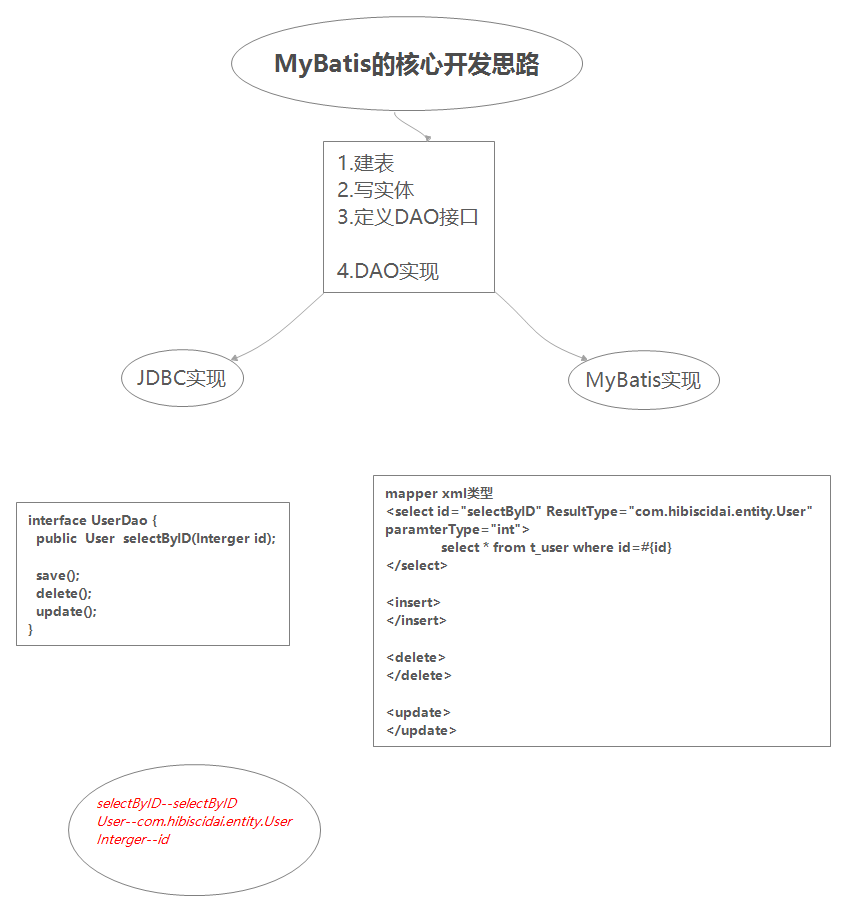 MyBatis的核心开发思路
1.建表
2.写实体
3.定义DAO接口
4.DAO实现
JDBC实现
MyBatis实现
interface UserDao {
public User selectByID(Interger id);
save();
delete();
update();
}
mapper xml类型
<select id="selectByID" ResultType="com.hibiscidai.entity.User"
paramterType="int">
select * from t_user where id=#{id}
</select>
<insert>
</insert>
<delete>
</delete>
<update>
</update>
selectByID--selectByID
User--com.hibiscidai.entity.User
Interger--id